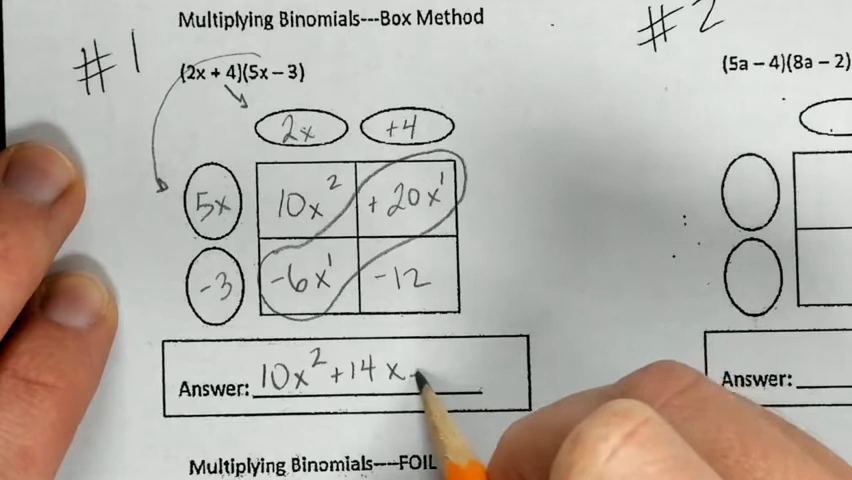 Multiplying Binomials---Box Method
#1
#2
(2x + 4)(5x – 3)
(5a – 4)(8a – 2)
2x +4
5x 10x² + 20x¹
-3 -6x¹ -12
Answer: 10x² +14x -
Answer:
Multiplying Binomials----FOIL